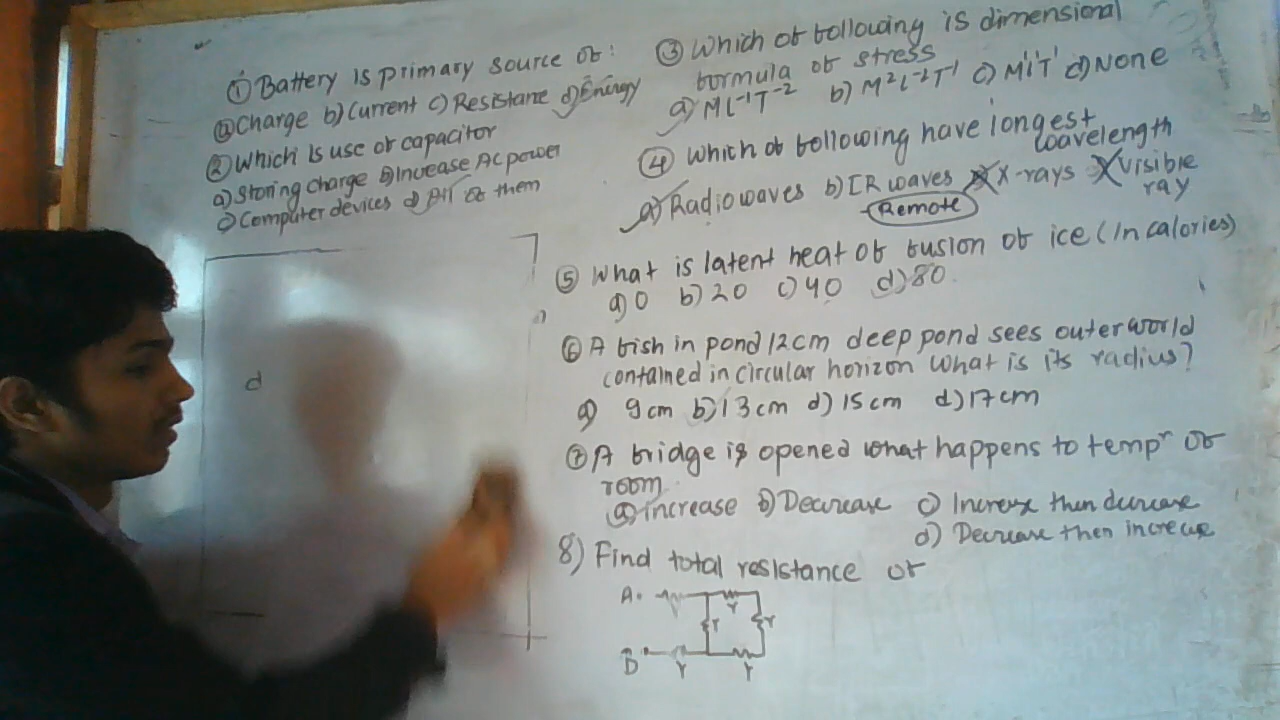 ① Battery is primary source of:
a) Charge b) Current c) Resistane d) Energy
② Which is use of capacitor
a) Storing charge b) Increase AC power
c) Computer devices d) All of them
③ Which of following is dimensional
formula of stress
a) ML⁻¹T⁻² b) M²L⁻²T⁻¹ c) M¹L¹T¹ d) None
④ Which of following have longest
wavelength
a) Radiowaves b) IR waves X-rays visible
ray
Remote
⑤ What is latent heat of fusion of ice (In calories)
a) 0 b) 20 c) 40 d) 80
⑥ A fish in pond 12cm deep pond sees outer world
contained in circular horizon what is its radius?
a) 9cm b) 13cm d) 15cm d) 17cm
⑦ A fridge is opened what happens to tempr of
room
a) increase b) Decrease c) Increase then decrease
d) Decrease then increase
8) Find total resistance of
A
r
r
r
B
r
r
d